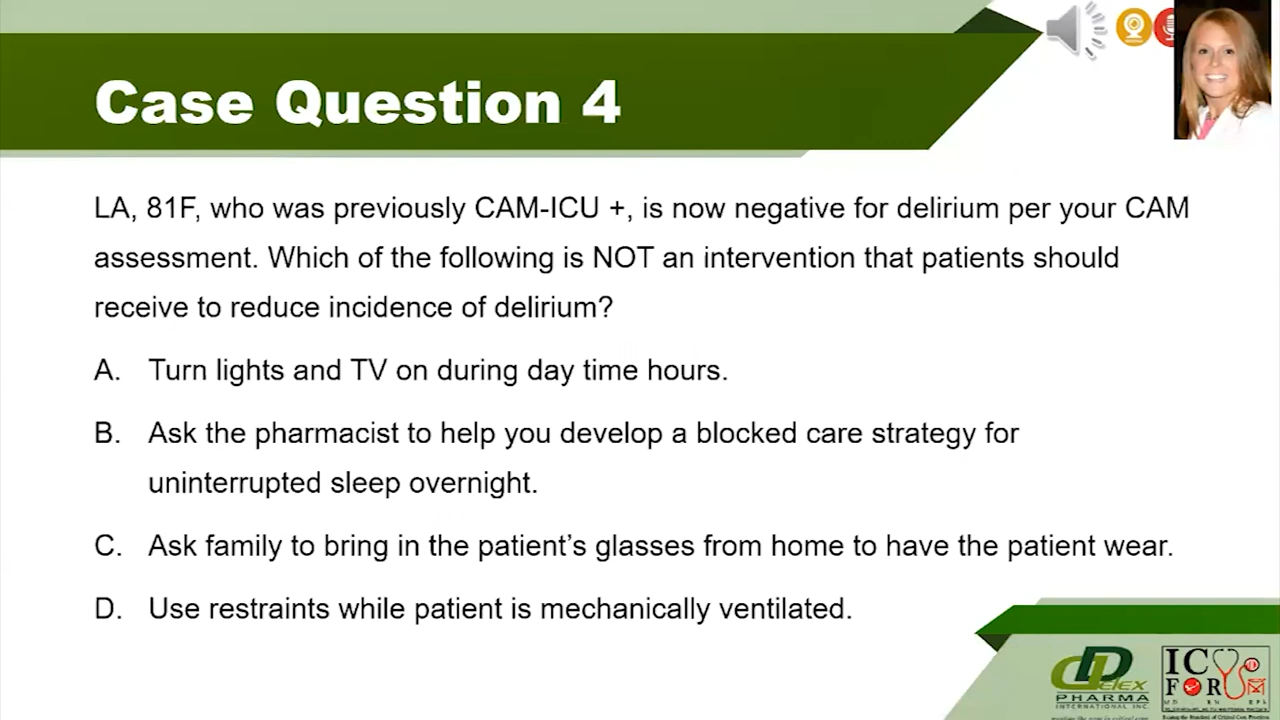 Case Question 4
LA, 81F, who was previously CAM-ICU +, is now negative for delirium per your CAM
assessment. Which of the following is NOT an intervention that patients should
receive to reduce incidence of delirium?
A. Turn lights and TV on during day time hours.
B. Ask the pharmacist to help you develop a blocked care strategy for
uninterrupted sleep overnight.
C. Ask family to bring in the patient's glasses from home to have the patient wear.
D. Use restraints while patient is mechanically ventilated.
Delex
PHARMA
INTERNATIONAL INC.
ICU
FORUM